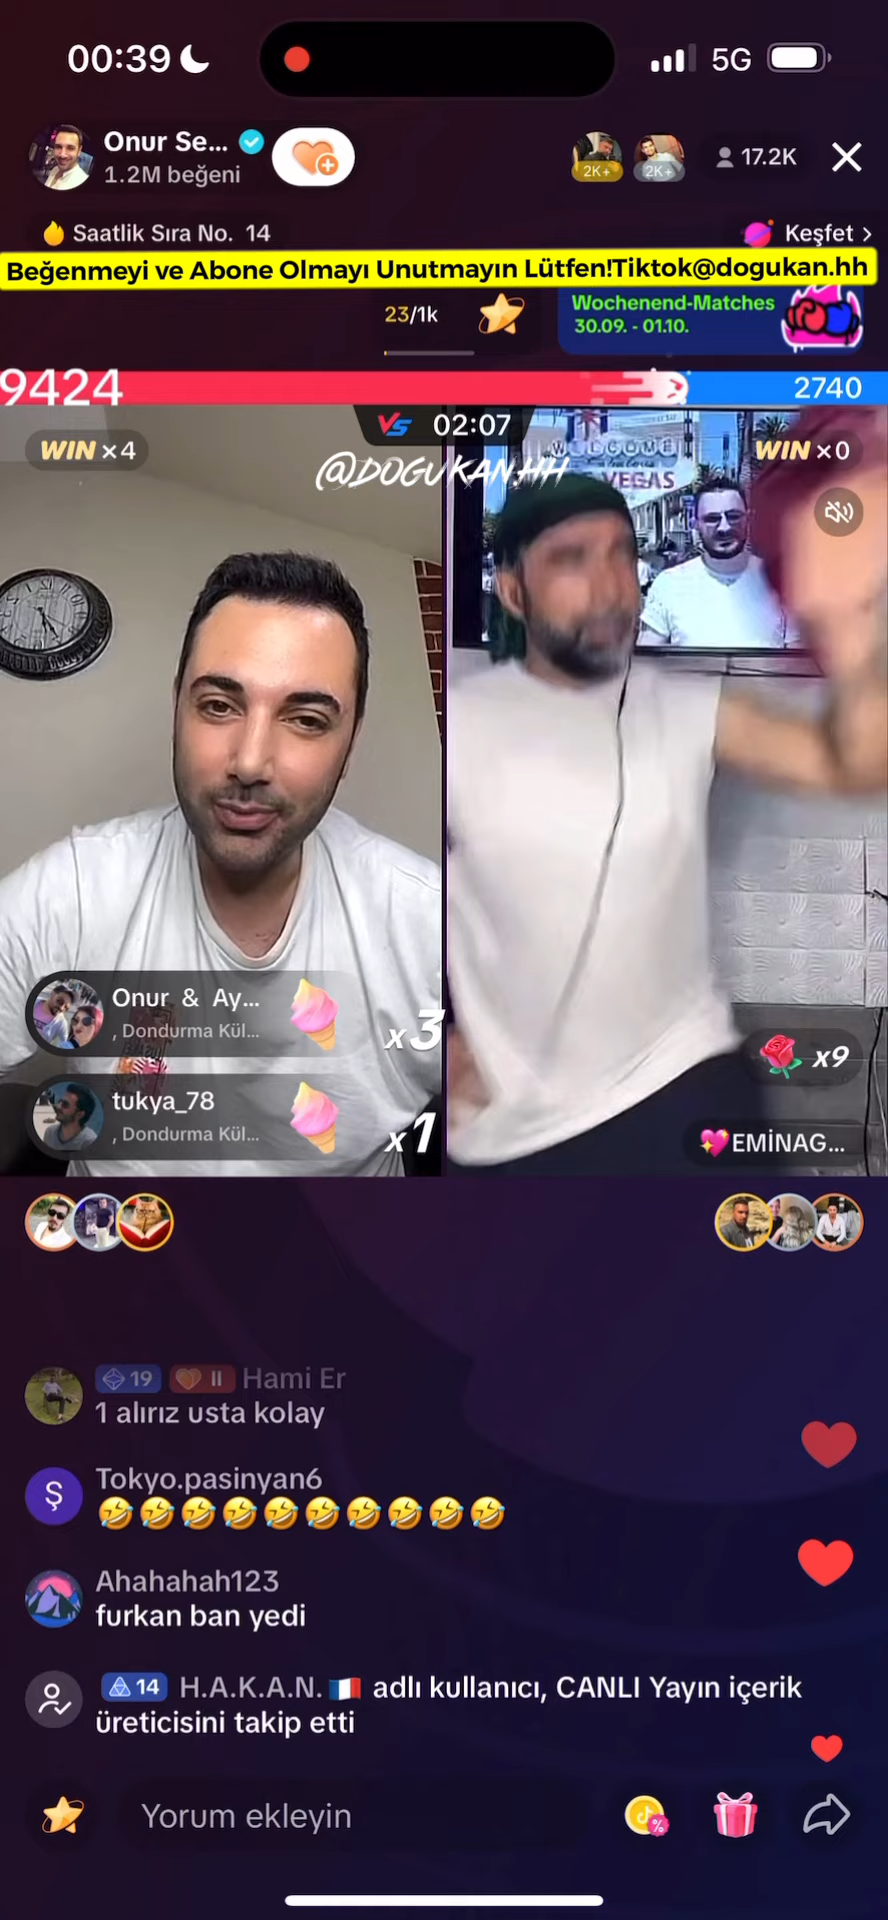 00:39
5G
Onur Se...
1.2M beğeni
2K+
2K+
17.2K
Saatlik Sıra No. 14
Keşfet >
Beğenmeyi ve Abone Olmayı Unutmayın Lütfen!Tiktok@dogukan.hh
23/1k
Wochenend-Matches
30.09. - 01.10.
9424
2740
VS 02:07
WIN x4
WIN x0
@DOGUKAN.HH
WELCOME
VEGAS
Onur & Ay...
, Dondurma Kül...
x3
tukya_78
, Dondurma Kül...
x1
x9
EMİNAG...
19 II Hami Er
1 alırız usta kolay
Ş
Tokyo.pasinyan6
🤣🤣🤣🤣🤣🤣🤣🤣🤣🤣
Ahahahah123
furkan ban yedi
14 H.A.K.A.N.🇫🇷 adlı kullanıcı, CANLI Yayın içerik
üreticisini takip etti
Yorum ekleyin